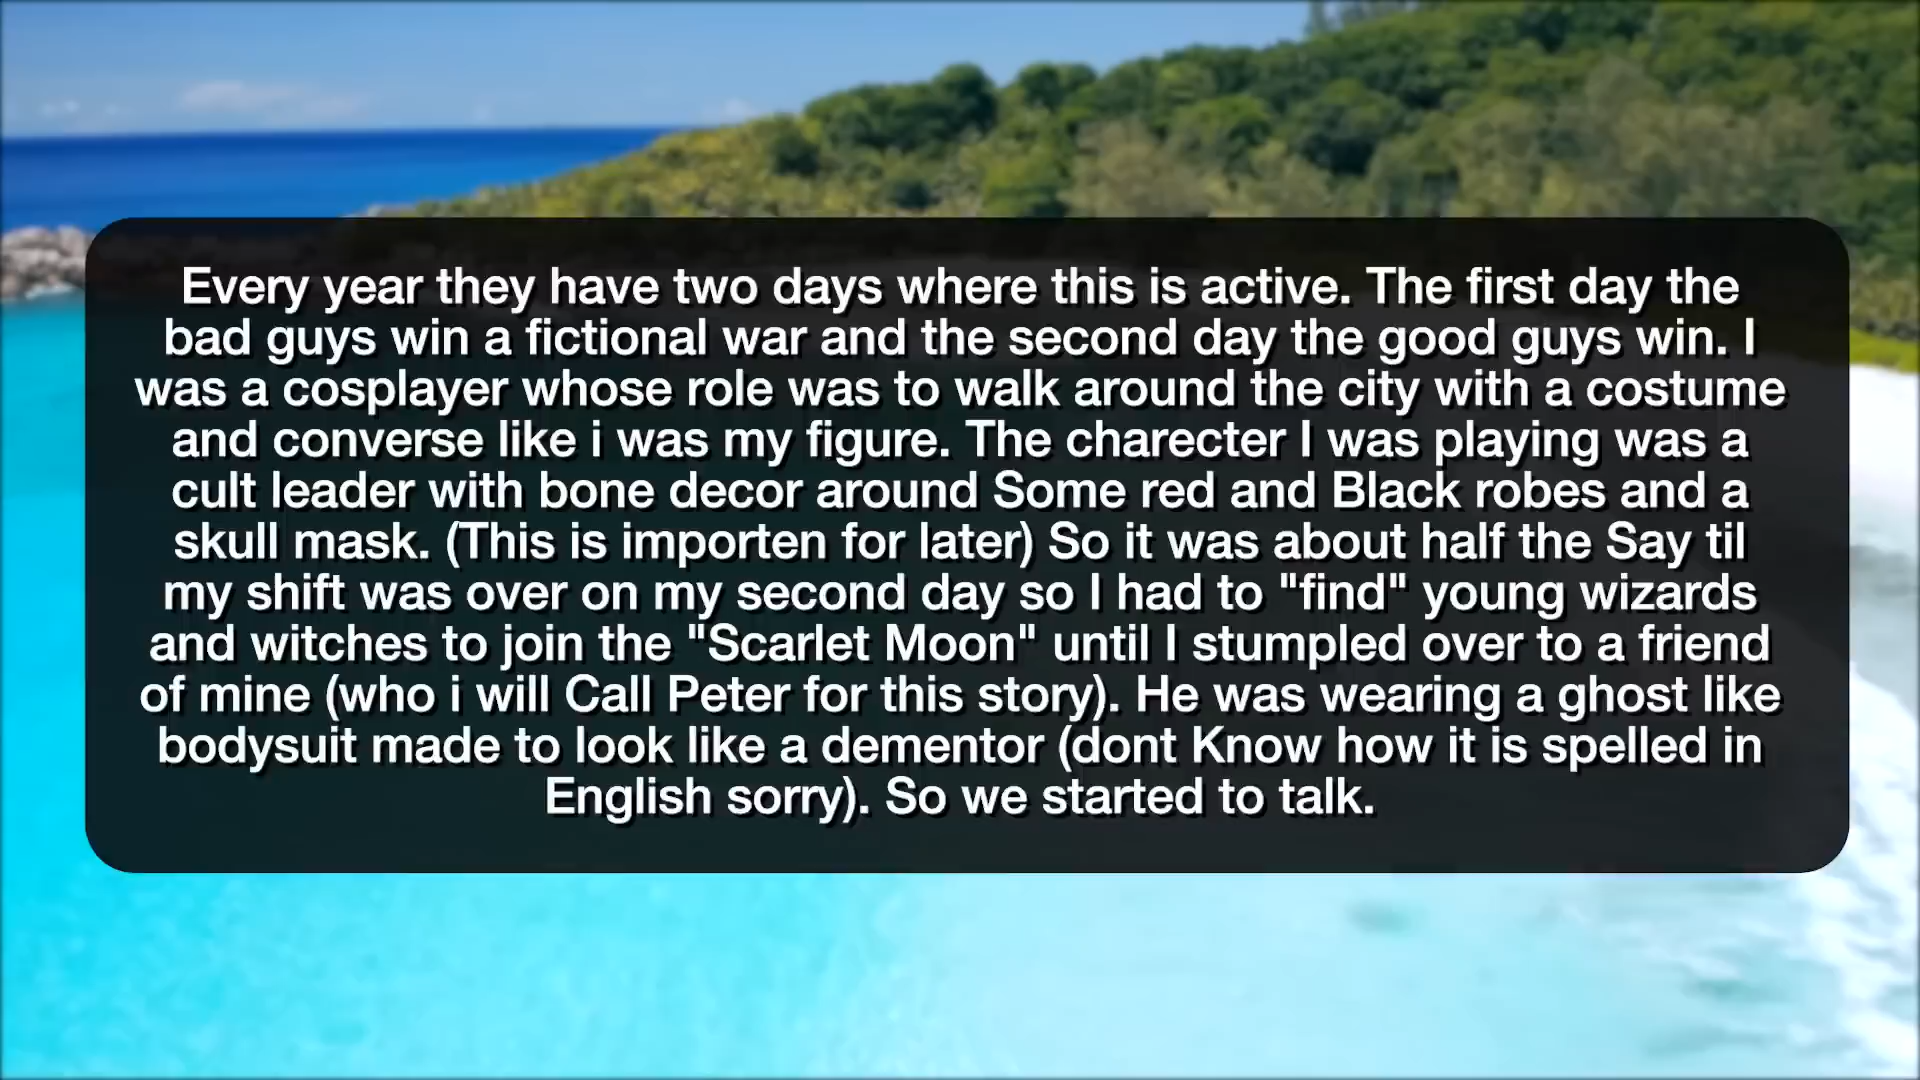 Every year they have two days where this is active. The first day the
bad guys win a fictional war and the second day the good guys win. I
was a cosplayer whose role was to walk around the city with a costume
and converse like i was my figure. The charecter I was playing was a
cult leader with bone decor around Some red and Black robes and a
skull mask. (This is importen for later) So it was about half the Say til
my shift was over on my second day so I had to "find" young wizards
and witches to join the "Scarlet Moon" until I stumpled over to a friend
of mine (who i will Call Peter for this story). He was wearing a ghost like
bodysuit made to look like a dementor (dont Know how it is spelled in
English sorry). So we started to talk.